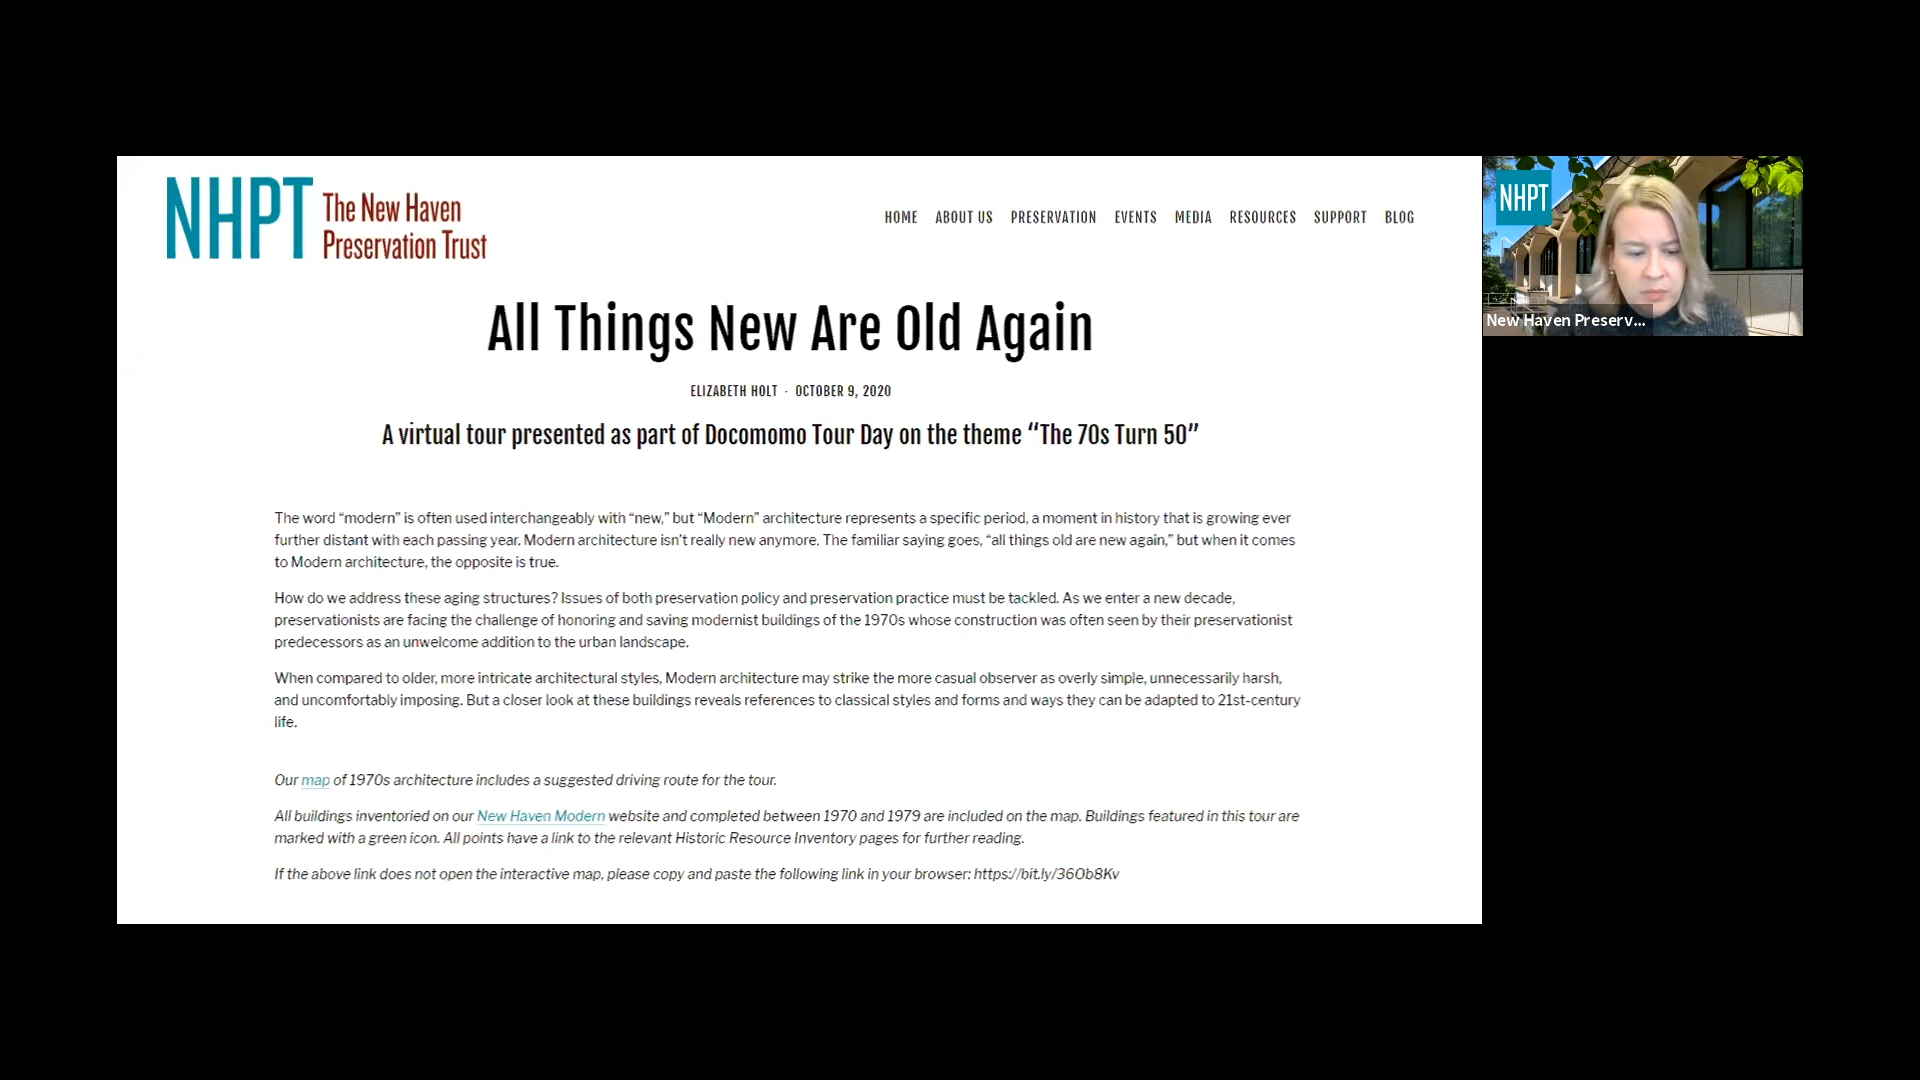 NHPT The New Haven
Preservation Trust
HOME ABOUT US PRESERVATION EVENTS MEDIA RESOURCES SUPPORT BLOG
All Things New Are Old Again
ELIZABETH HOLT · OCTOBER 9, 2020
A virtual tour presented as part of Docomomo Tour Day on the theme “The 70s Turn 50”
The word “modern” is often used interchangeably with “new,” but “Modern” architecture represents a specific period, a moment in history that is growing ever
further distant with each passing year. Modern architecture isn’t really new anymore. The familiar saying goes, “all things old are new again,” but when it comes
to Modern architecture, the opposite is true.
How do we address these aging structures? Issues of both preservation policy and preservation practice must be tackled. As we enter a new decade,
preservationists are facing the challenge of honoring and saving modernist buildings of the 1970s whose construction was often seen by their preservationist
predecessors as an unwelcome addition to the urban landscape.
When compared to older, more intricate architectural styles, Modern architecture may strike the more casual observer as overly simple, unnecessarily harsh,
and uncomfortably imposing. But a closer look at these buildings reveals references to classical styles and forms and ways they can be adapted to 21st-century
life.
Our map of 1970s architecture includes a suggested driving route for the tour.
All buildings inventoried on our New Haven Modern website and completed between 1970 and 1979 are included on the map. Buildings featured in this tour are
marked with a green icon. All points have a link to the relevant Historic Resource Inventory pages for further reading.
If the above link does not open the interactive map, please copy and paste the following link in your browser: https://bit.ly/36Ob8Kv
NHPT
New Haven Preserv...